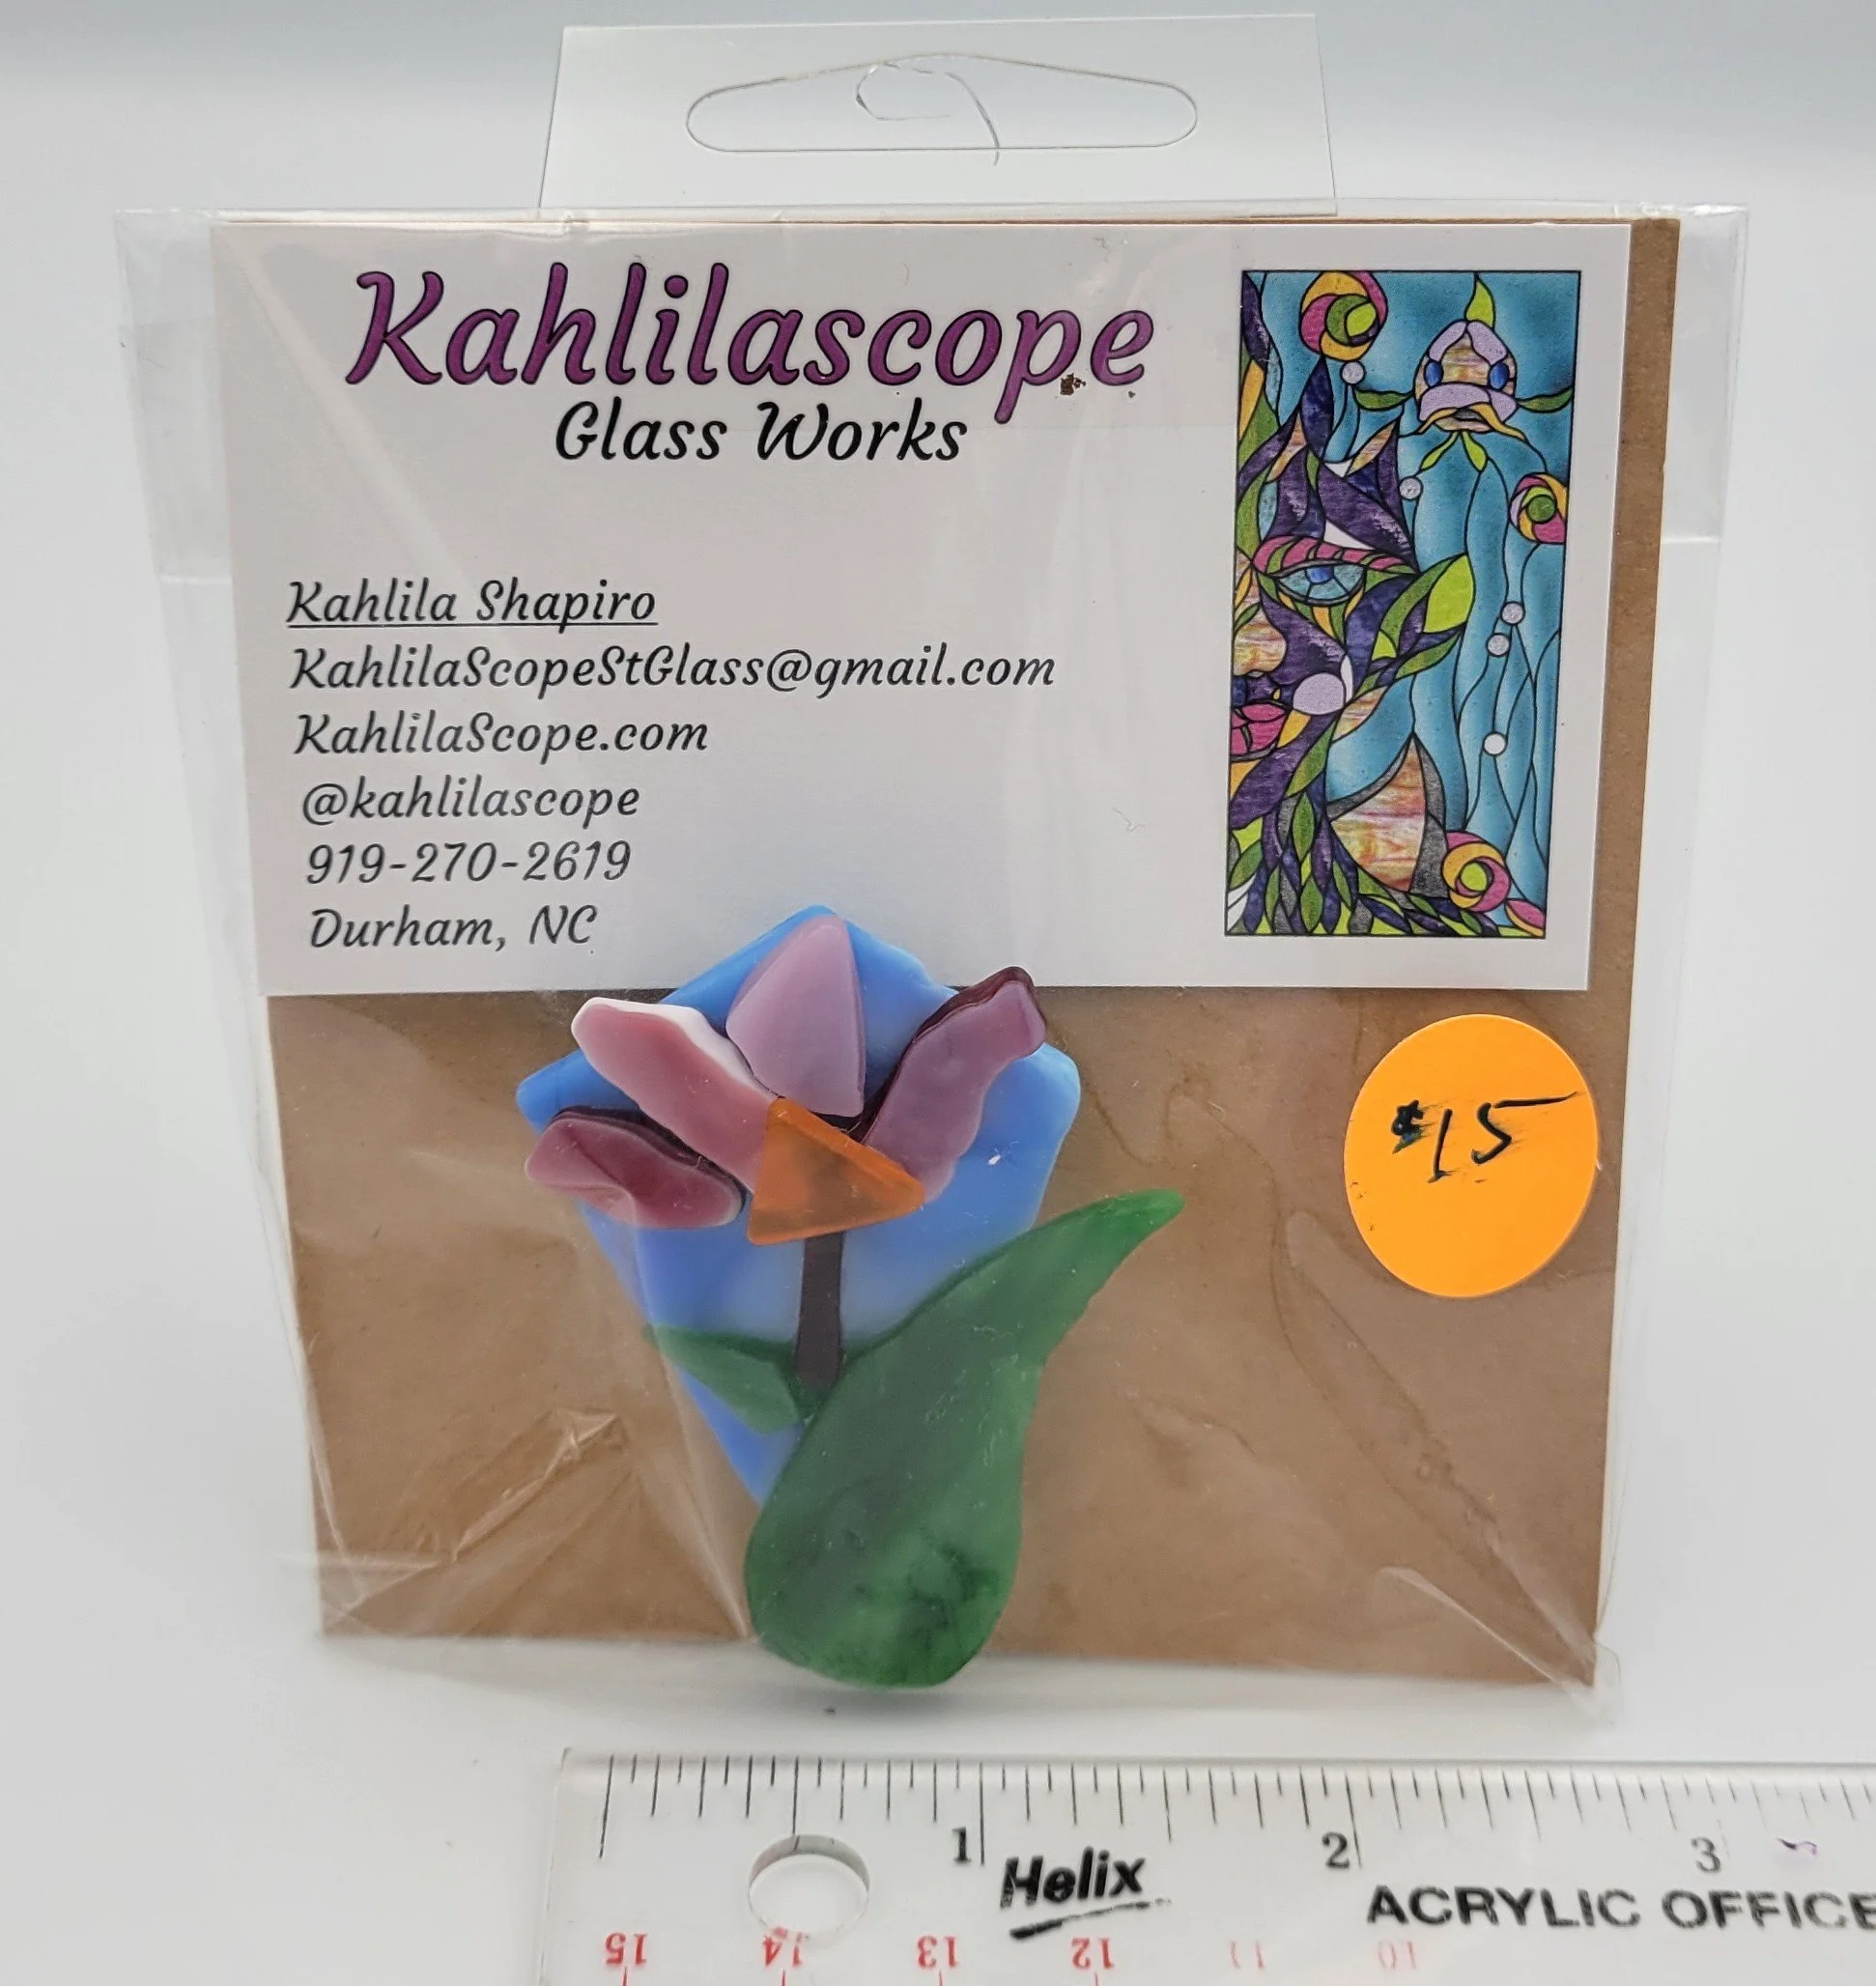 Kahlilascope
Glass Works
Kahlila Shapiro
KahlilaScopeStGlass@gmail.com
KahlilaScope.com
@kahlilascope
919-270-2619
Durham, NC
$15
1 2 3
Helix
ACRYLIC OFFICE
15 14 13 12 11 10